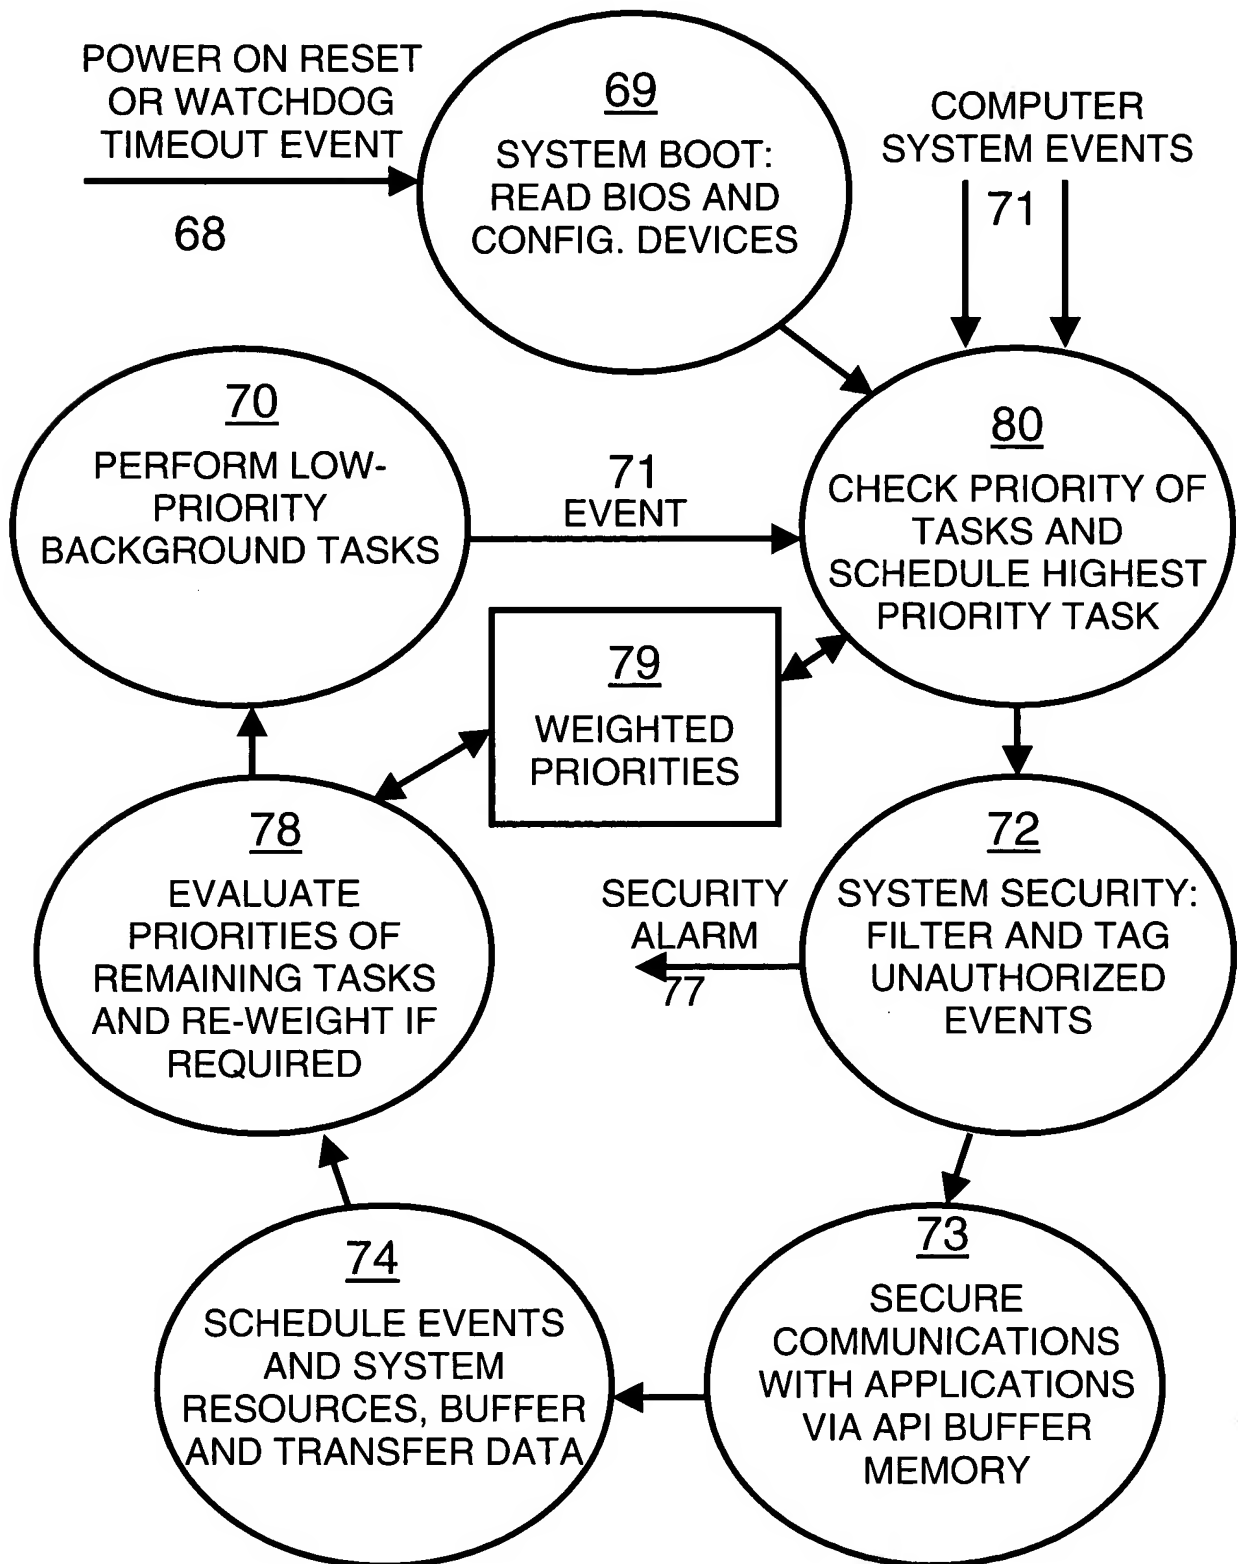 POWER ON RESET
OR WATCHDOG
TIMEOUT EVENT
68
69
SYSTEM BOOT:
READ BIOS AND
CONFIG. DEVICES
COMPUTER
SYSTEM EVENTS
71
70
PERFORM LOW-
PRIORITY
BACKGROUND TASKS
71
EVENT
80
CHECK PRIORITY OF
TASKS AND
SCHEDULE HIGHEST
PRIORITY TASK
79
WEIGHTED
PRIORITIES
78
EVALUATE
PRIORITIES OF
REMAINING TASKS
AND RE-WEIGHT IF
REQUIRED
SECURITY
ALARM
77
72
SYSTEM SECURITY:
FILTER AND TAG
UNAUTHORIZED
EVENTS
74
SCHEDULE EVENTS
AND SYSTEM
RESOURCES, BUFFER
AND TRANSFER DATA
73
SECURE
COMMUNICATIONS
WITH APPLICATIONS
VIA API BUFFER
MEMORY